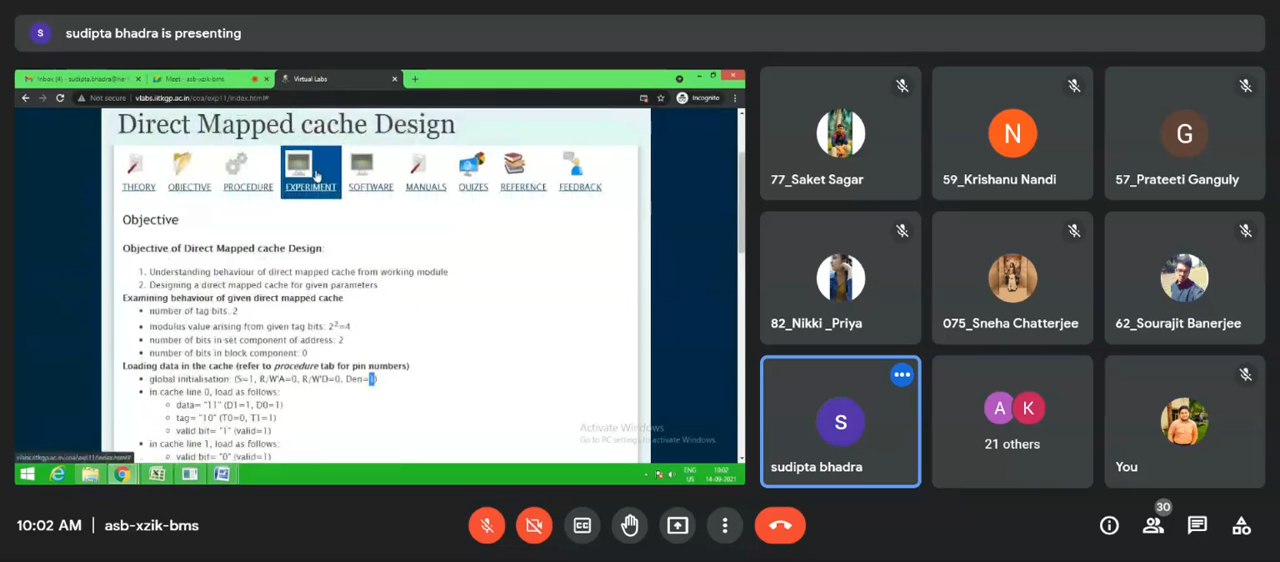 S
sudipta bhadra is presenting
Meet - asb-xzik-bms
Virtual Labs
Not secure
vlabs.iitkgp.ac.in/coa/exp11/index.html#
Incognito
Direct Mapped cache Design
THEORY
OBJECTIVE
PROCEDURE
EXPERIMENT
SOFTWARE
MANUALS
QUIZES
REFERENCE
FEEDBACK
Objective
Objective of Direct Mapped cache Design:
1. Understanding behaviour of direct mapped cache from working module
2. Designing a direct mapped cache for given parameters
Examining behaviour of given direct mapped cache
number of tag bits: 2
modulus value arising from given tag bits: 2²=4
number of bits in set component of address: 2
number of bits in block component: 0
Loading data in the cache (refer to procedure tab for pin numbers)
global initialisation: (S=1, R/W'A=0, R/W'D=0, Den=1)
in cache line 0, load as follows:
data= "11" (D1=1, D0=1)
tag= "10" (T0=0, T1=1)
valid bit= "1" (valid=1)
in cache line 1, load as follows:
valid bit= "0" (valid=1)
Activate Windows
Go to PC settings to activate Windows.
ENG
US
10:02
14-09-2021
77_Saket Sagar
N
59_Krishanu Nandi
G
57_Prateeti Ganguly
82_Nikki _Priya
075_Sneha Chatterjee
62_Sourajit Banerjee
S
sudipta bhadra
A
K
21 others
You
10:02 AM
asb-xzik-bms
30